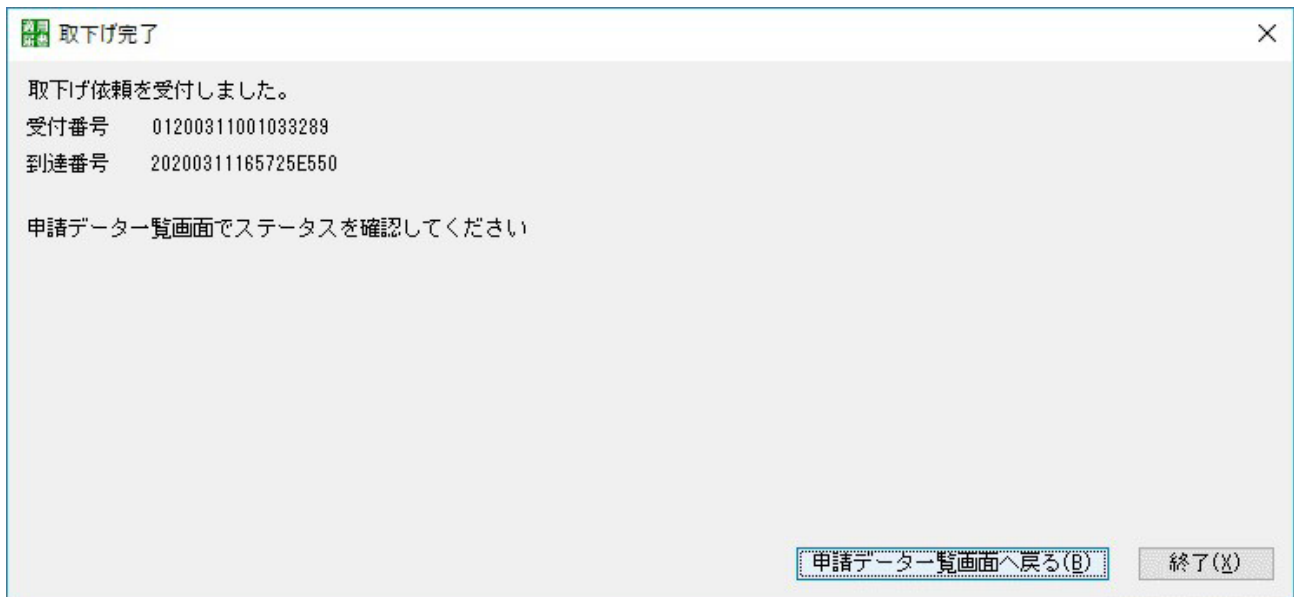 取下げ完了
取下げ依頼を受付しました。
受付番号 01200311001033289
到達番号 20200311165725E550
申請データ一覧画面でステータスを確認してください
申請データ一覧画面へ戻る(B) 終了(X)